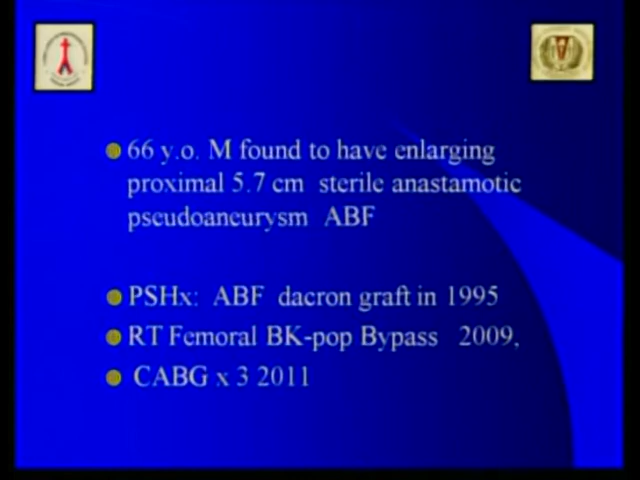 66 y.o. M found to have enlarging
proximal 5.7 cm sterile anastamotic
pseudoaneurysm ABF
PSHx: ABF dacron graft in 1995
RT Femoral BK-pop Bypass 2009,
CABG x 3 2011